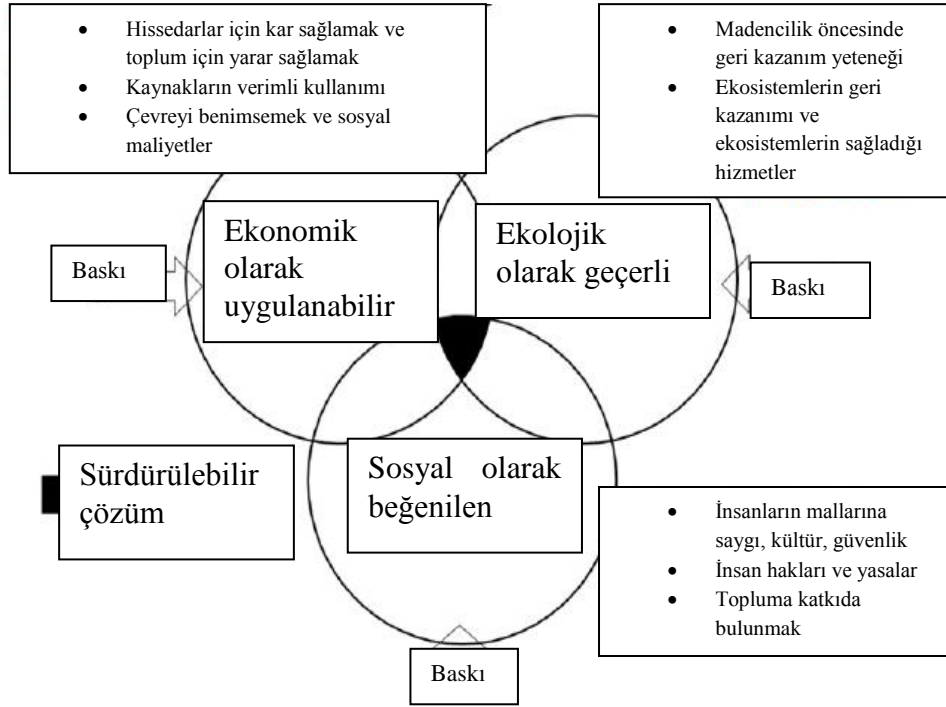 • Hissedarlar için kar sağlamak ve
toplum için yarar sağlamak
• Kaynakların verimli kullanımı
• Çevreyi benimsemek ve sosyal
maliyetler
• Madencilik öncesinde
geri kazanım yeteneği
• Ekosistemlerin geri
kazanımı ve
ekosistemlerin sağladığı
hizmetler
Ekonomik
olarak
uygulanabilir
Ekolojik
olarak geçerli
Baskı
Baskı
Sürdürülebilir
çözüm
Sosyal olarak
beğenilen
• İnsanların mallarına
saygı, kültür, güvenlik
• İnsan hakları ve yasalar
• Topluma katkıda
bulunmak
Baskı